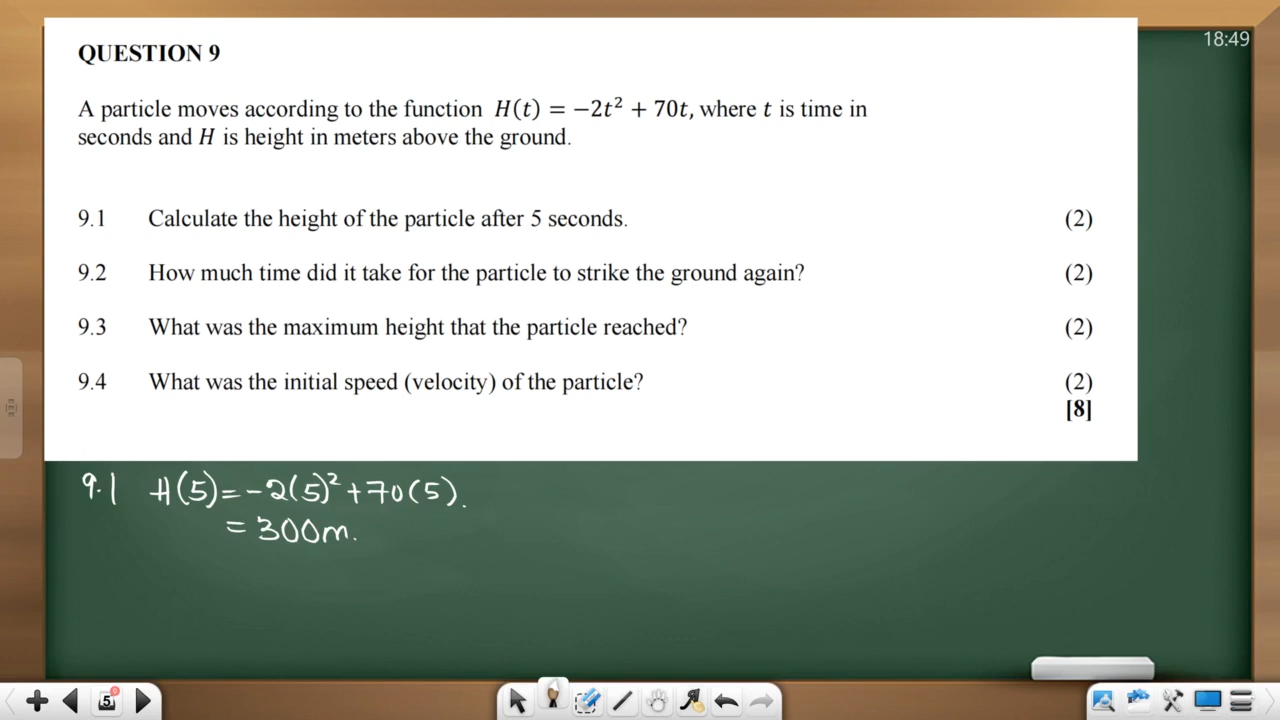 18:49
QUESTION 9
A particle moves according to the function H(t) = −2t² + 70t, where t is time in
seconds and H is height in meters above the ground.
9.1 Calculate the height of the particle after 5 seconds. (2)
9.2 How much time did it take for the particle to strike the ground again? (2)
9.3 What was the maximum height that the particle reached? (2)
9.4 What was the initial speed (velocity) of the particle? (2)
[8]
9.1 H(5) = -2(5)² + 70(5).
= 300m.
5
0